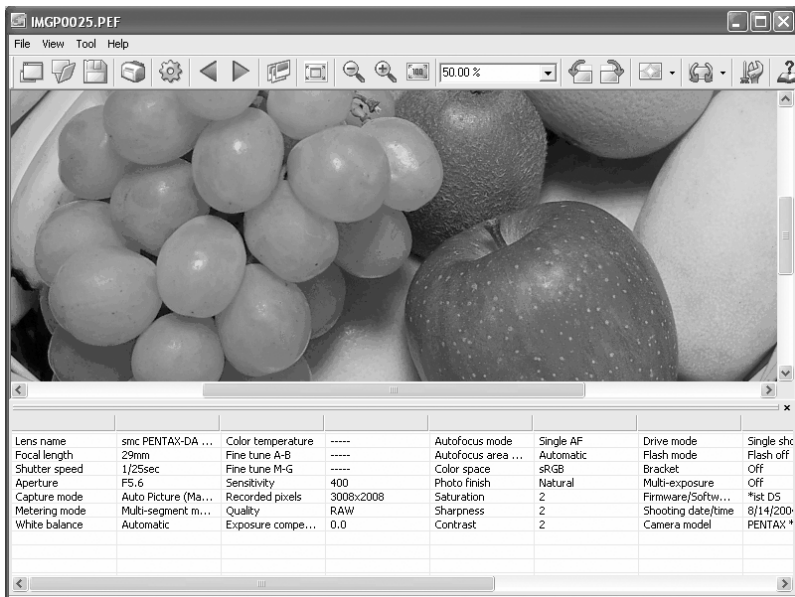 IMGP0025.PEF
File View Tool Help
100 50.00 %
Lens name smc PENTAX-DA ... Color temperature ----- Autofocus mode Single AF Drive mode Single sho
Focal length 29mm Fine tune A-B ----- Autofocus area ... Automatic Flash mode Flash off
Shutter speed 1/25sec Fine tune M-G ----- Color space sRGB Bracket Off
Aperture F5.6 Sensitivity 400 Photo finish Natural Multi-exposure Off
Capture mode Auto Picture (Ma... Recorded pixels 3008x2008 Saturation 2 Firmware/Softw... *ist DS
Metering mode Multi-segment m... Quality RAW Sharpness 2 Shooting date/time 8/14/2004
White balance Automatic Exposure compe... 0.0 Contrast 2 Camera model PENTAX *